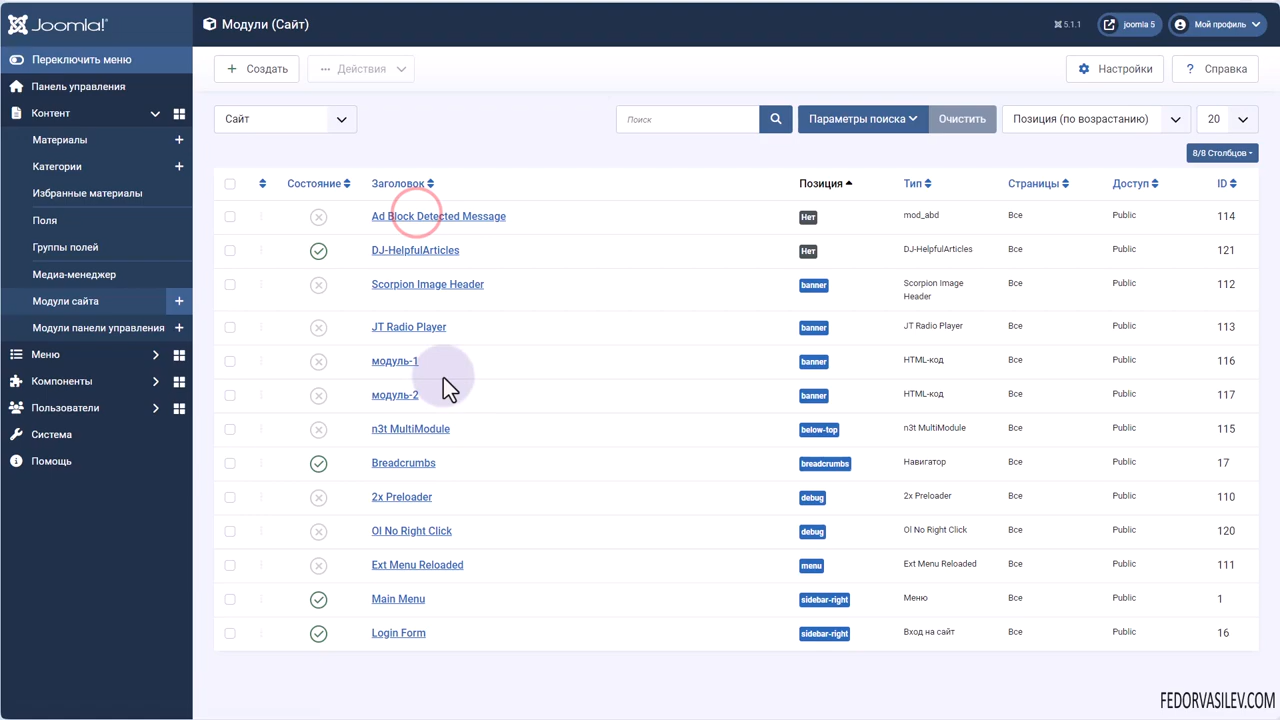 Joomla!
Модули (Сайт)
5.1.1
joomla 5
Мой профиль
Переключить меню
Панель управления
Контент
Материалы
Категории
Избранные материалы
Поля
Группы полей
Медиа-менеджер
Модули сайта
Модули панели управления
Меню
Компоненты
Пользователи
Система
Помощь
Создать
Действия
Настройки
? Справка
Сайт
Поиск
Параметры поиска
Очистить
Позиция (по возрастанию)
20
8/8 Столбцов
Состояние Заголовок Позиция Тип Страницы Доступ ID
Ad Block Detected Message Нет mod_abd Все Public 114
DJ-HelpfulArticles Нет DJ-HelpfulArticles Все Public 121
Scorpion Image Header banner Scorpion Image Все Public 112
Header
JT Radio Player banner JT Radio Player Все Public 113
модуль-1 banner HTML-код Все Public 116
модуль-2 banner HTML-код Все Public 117
n3t MultiModule below-top n3t MultiModule Все Public 115
Breadcrumbs breadcrumbs Навигатор Все Public 17
2x Preloader debug 2x Preloader Все Public 110
Ol No Right Click debug Ol No Right Click Все Public 120
Ext Menu Reloaded menu Ext Menu Reloaded Все Public 111
Main Menu sidebar-right Меню Все Public 1
Login Form sidebar-right Вход на сайт Все Public 16
FEDORVASILEV.COM